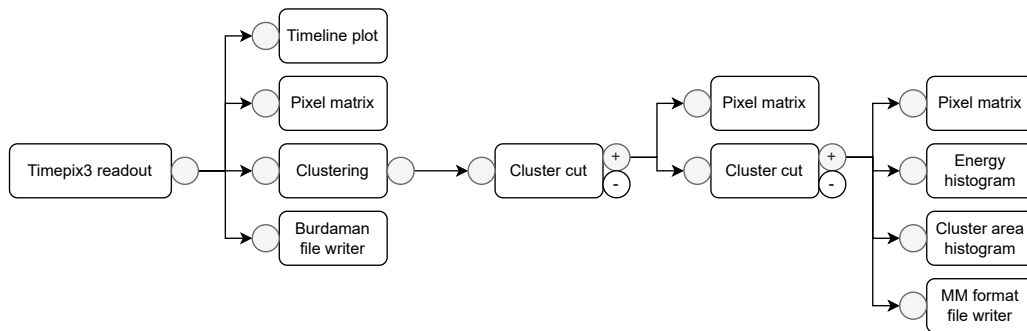 Timeline plot
Pixel matrix
Timepix3 readout
Clustering
Burdaman
file writer
Cluster cut
+
-
Pixel matrix
Cluster cut
+
-
Pixel matrix
Energy
histogram
Cluster area
histogram
MM format
file writer